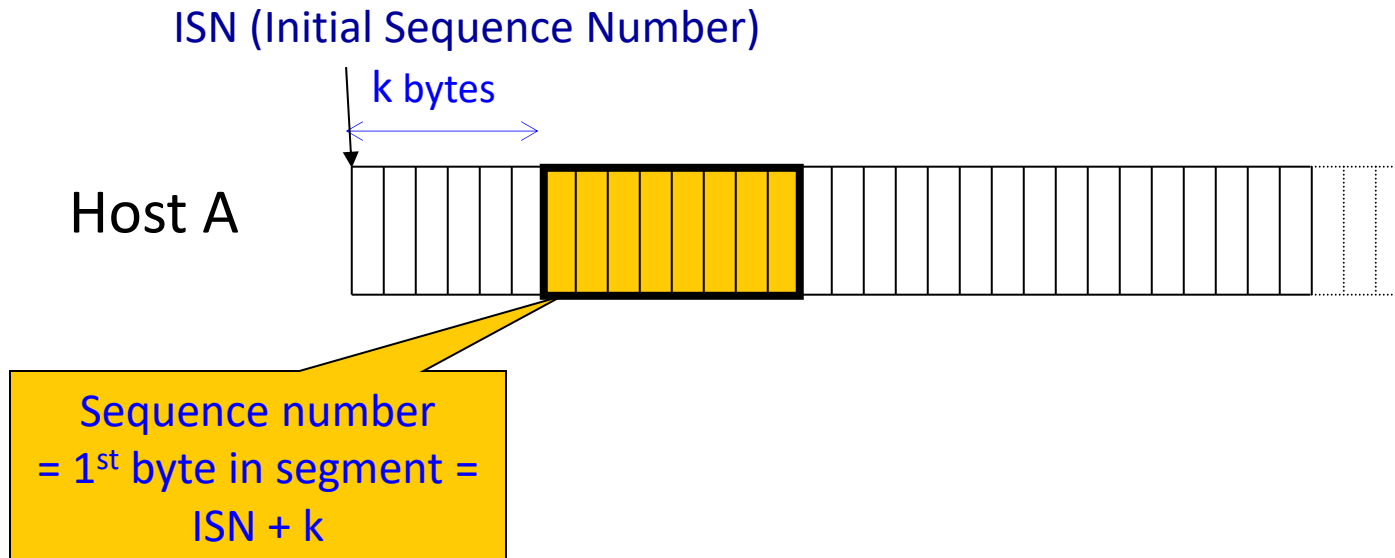 ISN (Initial Sequence Number)
k bytes
Host A
Sequence number
= 1st byte in segment =
ISN + k